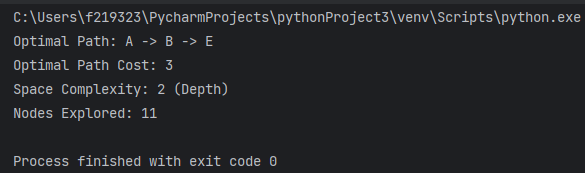 C:\Users\f219323\PycharmProjects\pythonProject3\venv\Scripts\python.exe
Optimal Path: A -> B -> E
Optimal Path Cost: 3
Space Complexity: 2 (Depth)
Nodes Explored: 11
Process finished with exit code 0